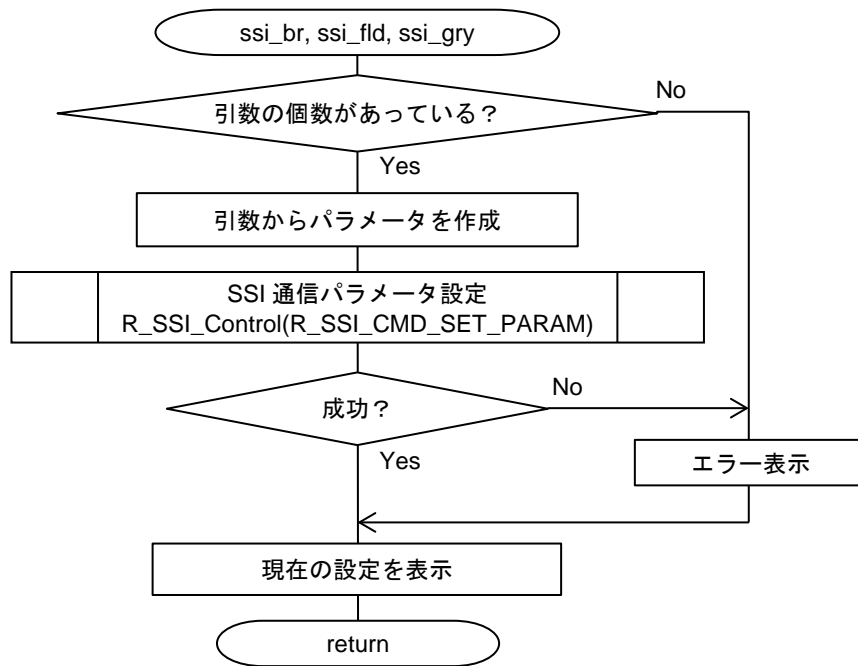 ssi_br, ssi_fld, ssi_gry
引数の個数があっている？
No
Yes
引数からパラメータを作成
SSI 通信パラメータ設定
R_SSI_Control(R_SSI_CMD_SET_PARAM)
成功？
No
Yes
エラー表示
現在の設定を表示
return